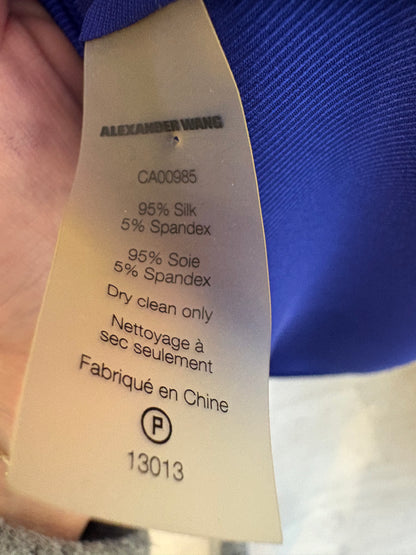 ALEXANDER WANG
CA00985
95% Silk
5% Spandex
95% Soie
5% Spandex
Dry clean only
Nettoyage à
sec seulement
Fabriqué en Chine
P
13013